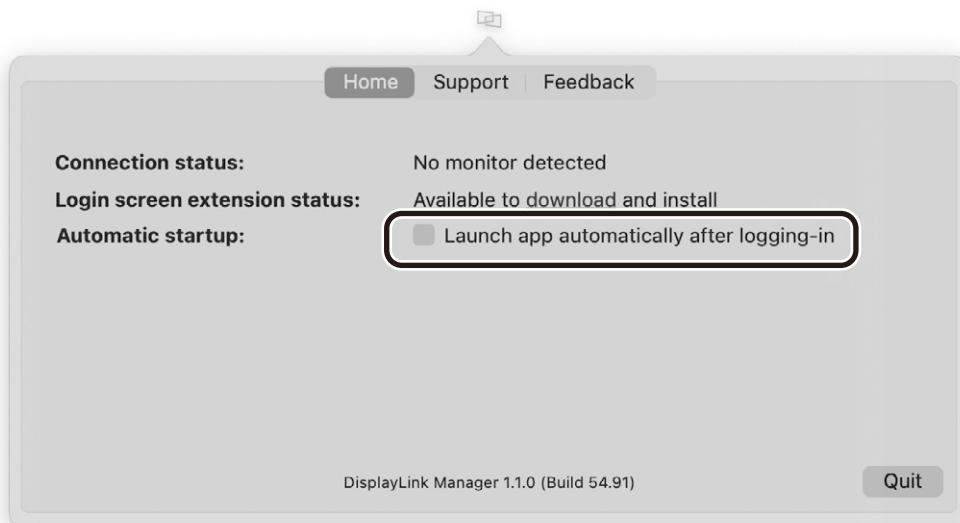 Home Support Feedback
Connection status: No monitor detected
Login screen extension status: Available to download and install
Automatic startup: Launch app automatically after logging-in
DisplayLink Manager 1.1.0 (Build 54.91)
Quit